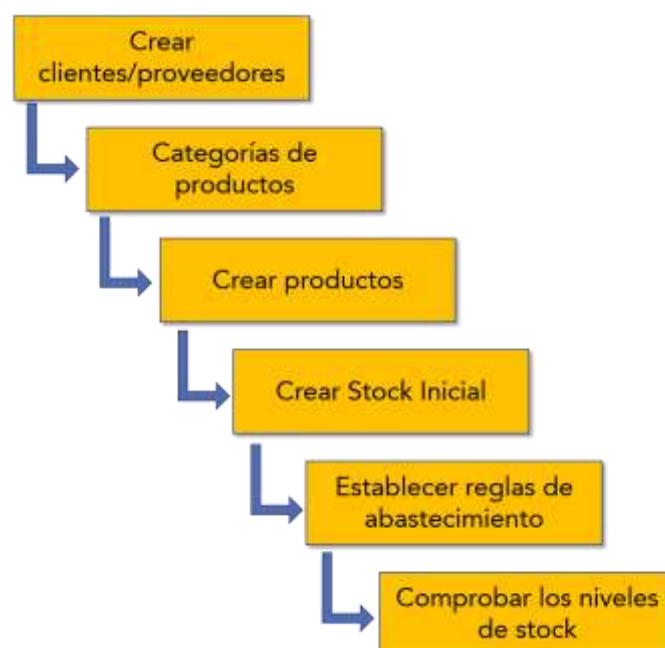 Crear
clientes/proveedores
Categorías de
productos
Crear productos
Crear Stock Inicial
Establecer reglas de
abastecimiento
Comprobar los niveles
de stock